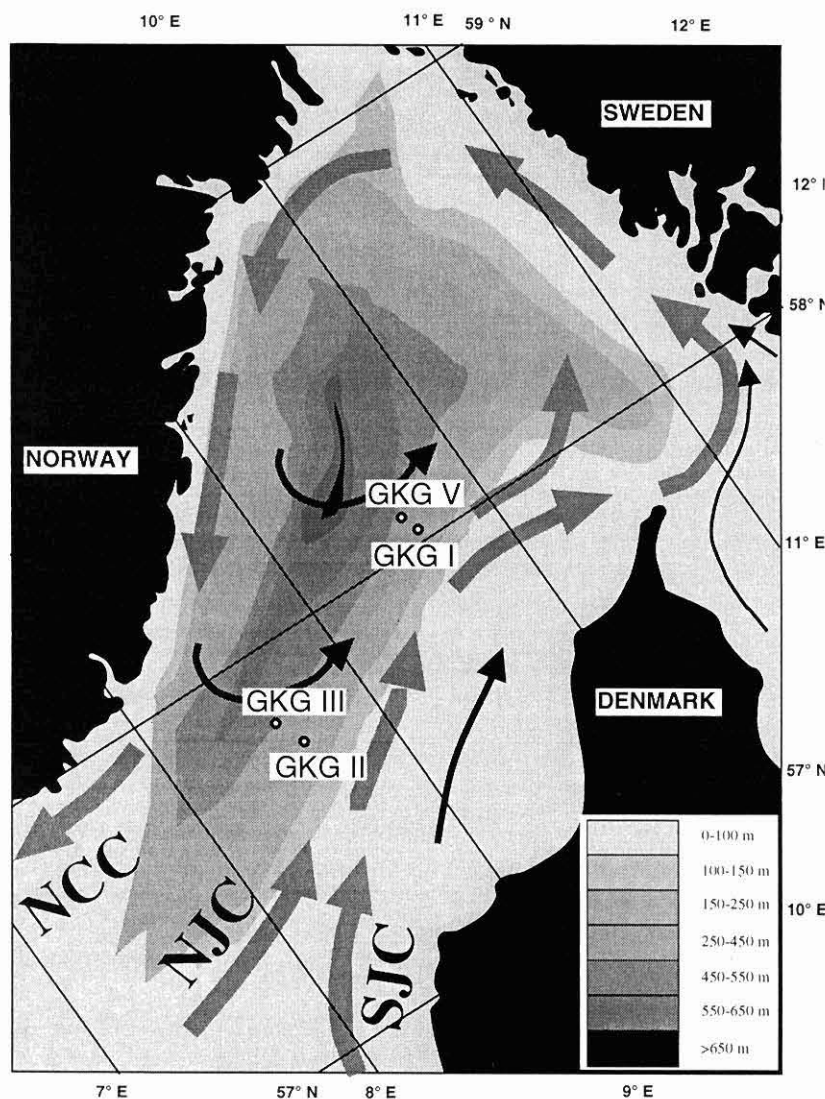 10° E
11° E
59° N
12° E
SWEDEN
12° E
58° N
NORWAY
GKG V
GKG I
11° E
GKG III
DENMARK
GKG II
57° N
NCC
NJC
SJC
0-100 m
100-150 m
150-250 m
10° E
250-450 m
450-550 m
550-650 m
>650 m
7° E
57° N
8° E
9° E